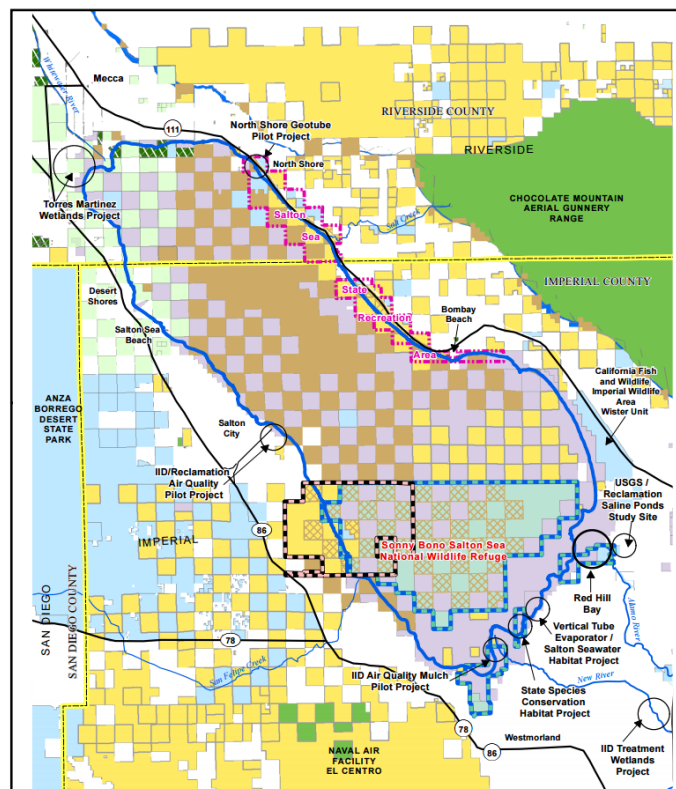 Whitewater River
Mecca
111
North Shore Geotube
Pilot Project
North Shore
RIVERSIDE COUNTY
RIVERSIDE
Torres Martinez
Wetlands Project
Salton
Sea
Salt Creek
CHOCOLATE MOUNTAIN
AERIAL GUNNERY
RANGE
IMPERIAL COUNTY
Desert
Shores
Salton Sea
Beach
State
Recreation
Area
Bombay
Beach
California Fish
and Wildlife
Imperial Wildlife
Area
Wister Unit
ANZA
BORREGO
DESERT
STATE
PARK
Salton
City
IID/Reclamation
Air Quality
Pilot Project
USGS /
Reclamation
Saline Ponds
Study Site
86
IMPERIAL
Sonny Bono Salton Sea
National Wildlife Refuge
Red Hill
Bay
Alamo River
SAN DIEGO
SAN DIEGO COUNTY
78
San Felipe Creek
Vertical Tube
Evaporator /
Salton Seawater
Habitat Project
IID Air Quality Mulch
Pilot Project
New River
State Species
Conservation
Habitat Project
78
86
Westmorland
IID Treatment
Wetlands
Project
NAVAL AIR
FACILITY
EL CENTRO